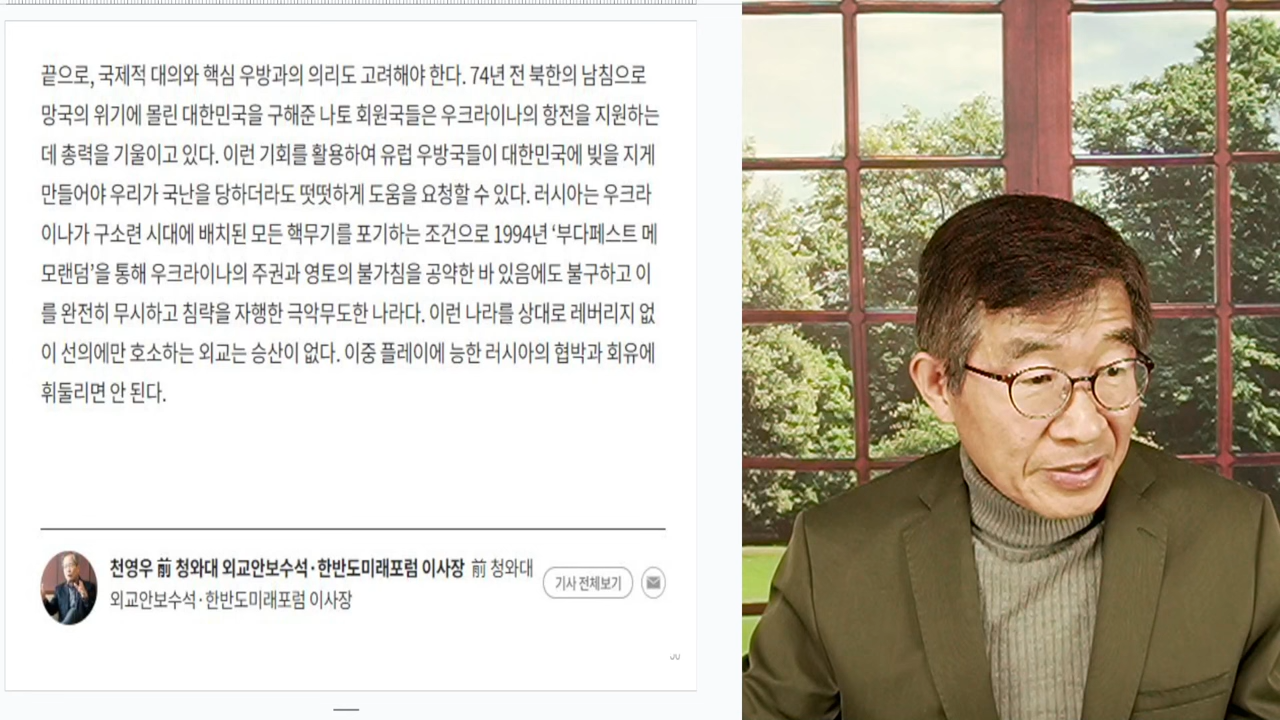 끝으로, 국제적 대의와 핵심 우방과의 의리도 고려해야 한다. 74년 전 북한의 남침으로
망국의 위기에 몰린 대한민국을 구해준 나토 회원국들은 우크라이나의 항전을 지원하는
데 총력을 기울이고 있다. 이런 기회를 활용하여 유럽 우방국들이 대한민국에 빚을 지게
만들어야 우리가 국난을 당하더라도 떳떳하게 도움을 요청할 수 있다. 러시아는 우크라
이나가 구소련 시대에 배치된 모든 핵무기를 포기하는 조건으로 1994년 ‘부다페스트 메
모랜덤’을 통해 우크라이나의 주권과 영토의 불가침을 공약한 바 있음에도 불구하고 이
를 완전히 무시하고 침략을 자행한 극악무도한 나라다. 이런 나라를 상대로 레버리지 없
이 선의에만 호소하는 외교는 승산이 없다. 이중 플레이에 능한 러시아의 협박과 회유에
휘둘리면 안 된다.
천영우 前 청와대 외교안보수석·한반도미래포럼 이사장 前 청와대
외교안보수석·한반도미래포럼 이사장
기사 전체보기